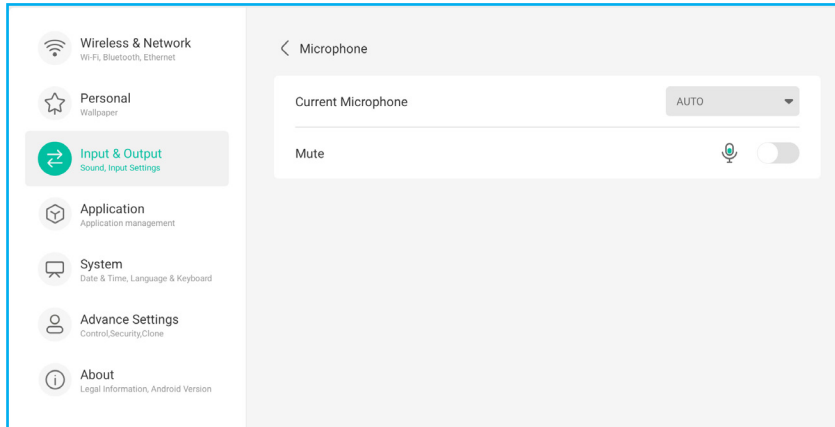 Wireless & Network
Wi-Fi, Bluetooth, Ethernet
Personal
Wallpaper
Input & Output
Sound, Input Settings
Application
Application management
System
Date & Time, Language & Keyboard
Advance Settings
Control,Security,Clone
About
Legal Information, Android Version
Microphone
Current Microphone
AUTO
Mute